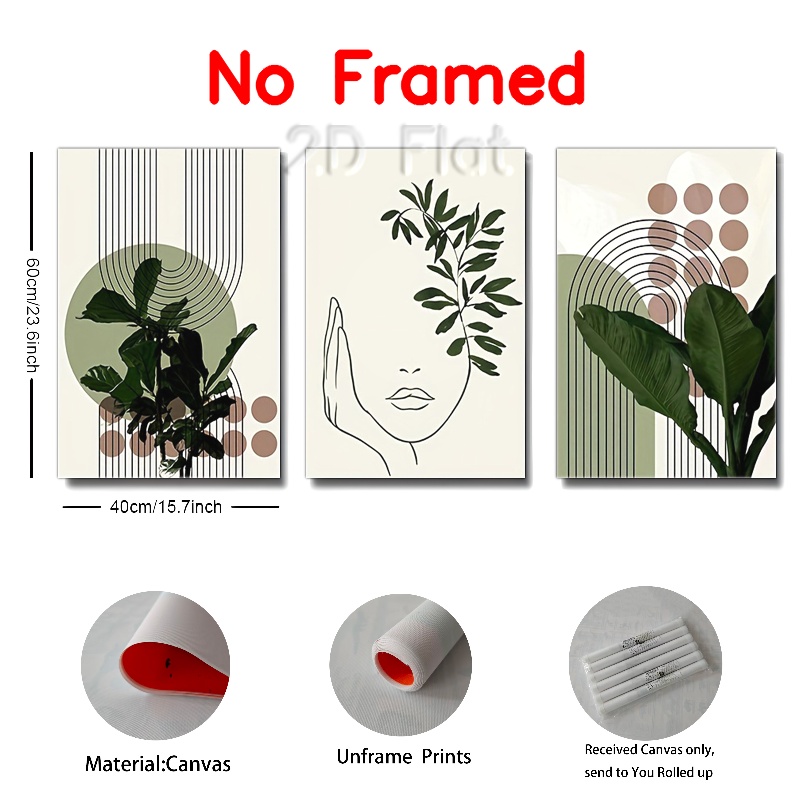 No Framed
2D Flat
60cm/23.6inch
40cm/15.7inch
Material:Canvas
Unframe Prints
Received Canvas only,
send to You Rolled up